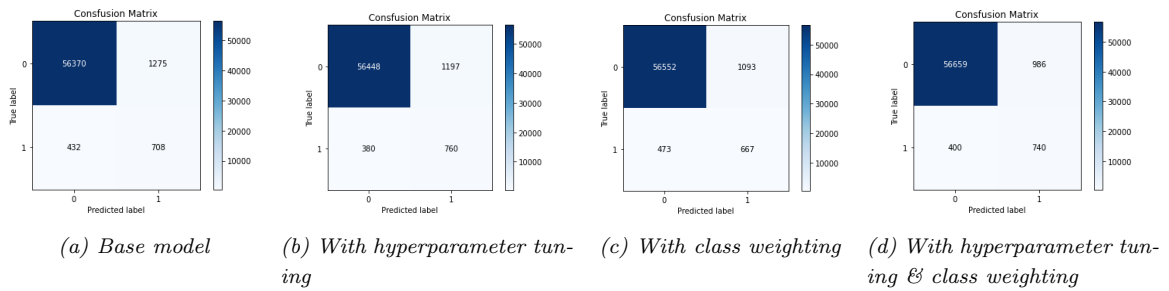 Consfusion Matrix
0
56370
1275
1
432
708
0
1
True label
Predicted label
50000
40000
30000
20000
10000
(a) Base model
Consfusion Matrix
0
56448
1197
1
380
760
0
1
True label
Predicted label
50000
40000
30000
20000
10000
(b) With hyperparameter tun-
ing
Consfusion Matrix
0
56552
1093
1
473
667
0
1
True label
Predicted label
50000
40000
30000
20000
10000
(c) With class weighting
Consfusion Matrix
0
56659
986
1
400
740
0
1
True label
Predicted label
50000
40000
30000
20000
10000
(d) With hyperparameter tun-
ing & class weighting